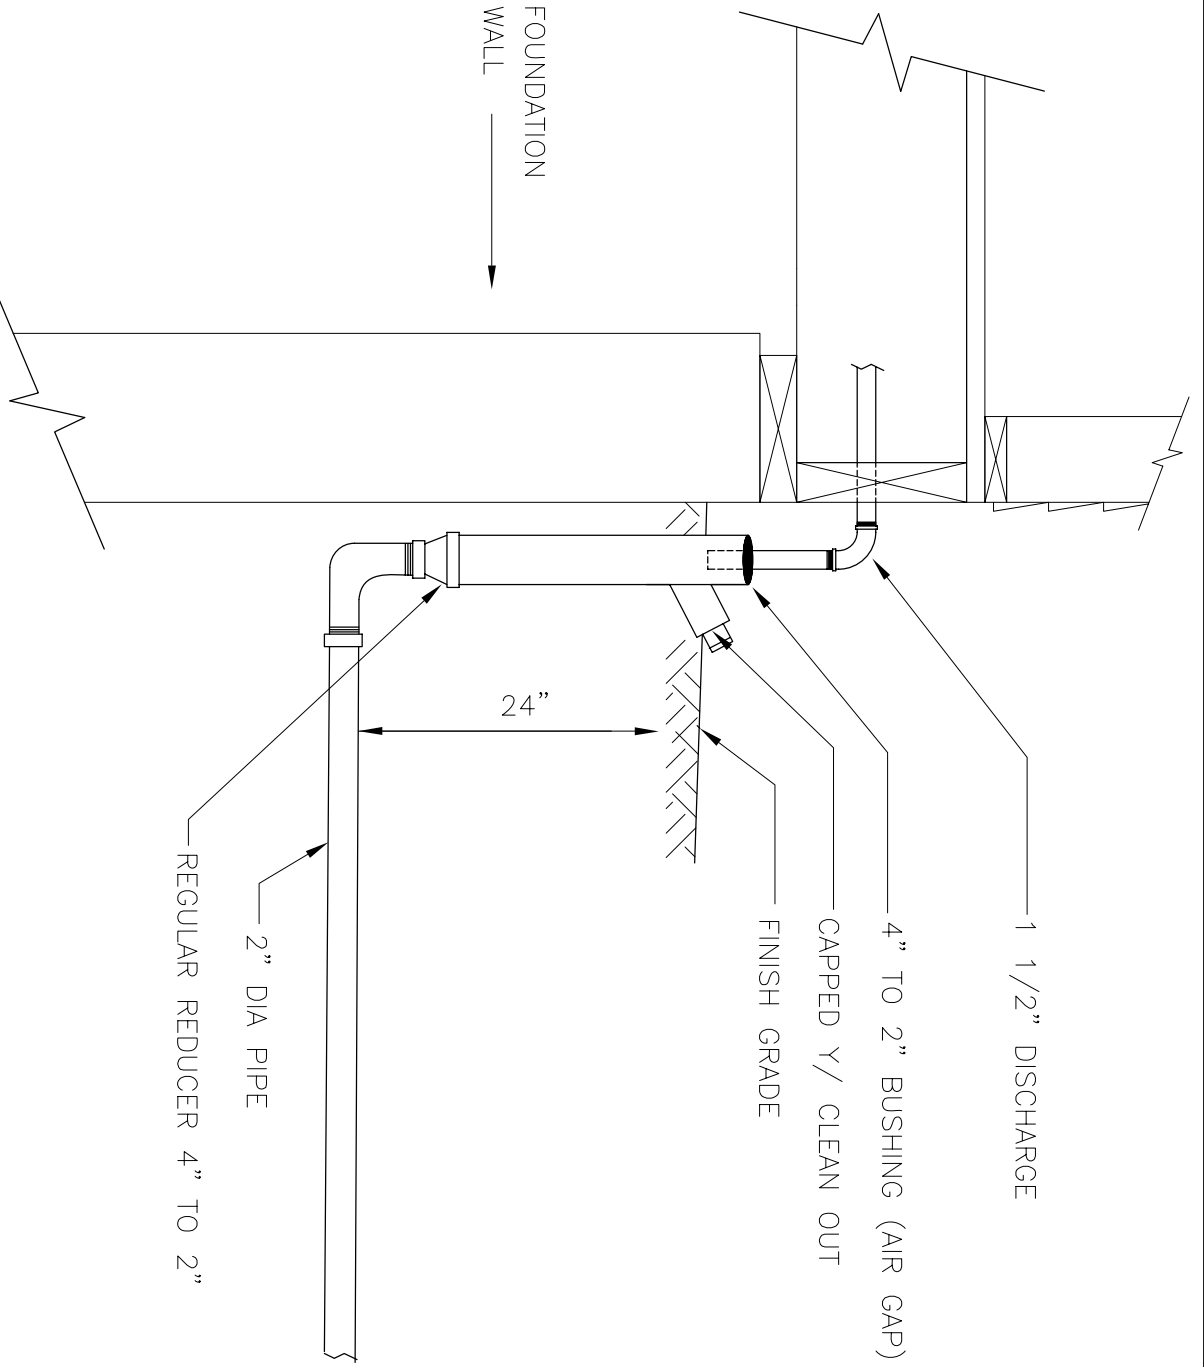 FOUNDATION
WALL
1 1/2" DISCHARGE
4" TO 2" BUSHING (AIR GAP)
CAPPED Y/ CLEAN OUT
FINISH GRADE
24"
2" DIA PIPE
REGULAR REDUCER 4" TO 2"